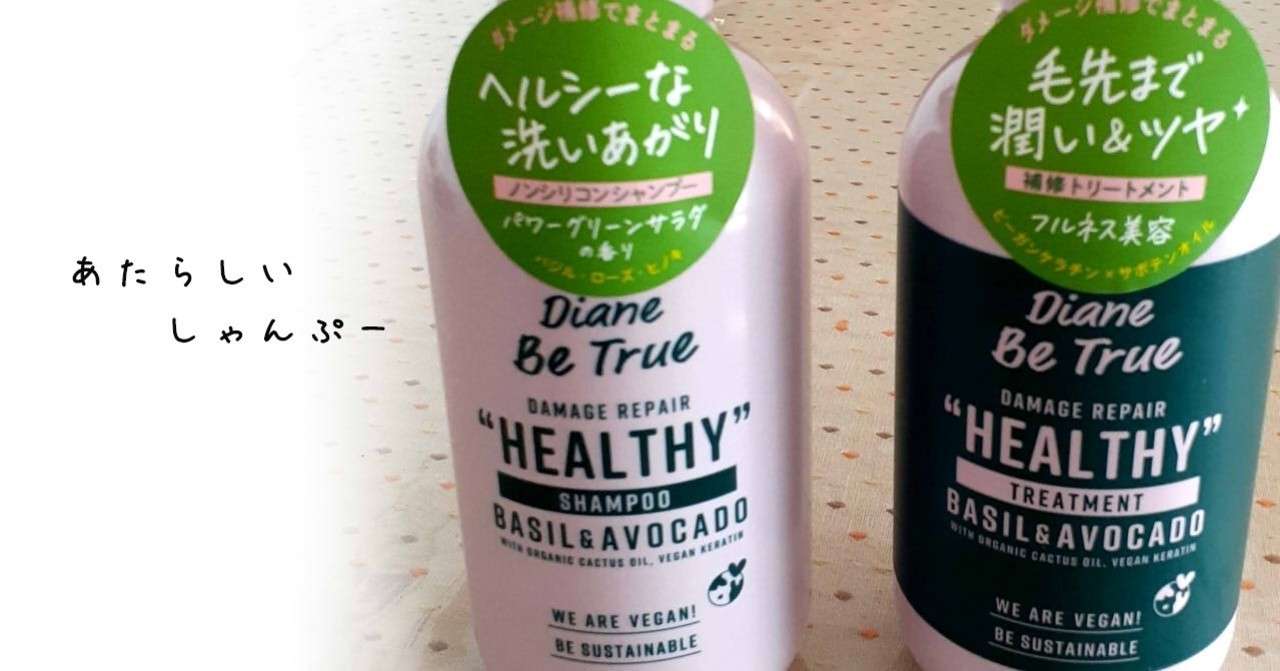 あたらしい
しゃんぷー
ダメージ補修でまとまる
ヘルシーな
洗いあがり
ノンシリコンシャンプー
パワーグリーンサラダ
の香り
バジル・ローズ・ヒノキ
Diane
Be True
DAMAGE REPAIR
“HEALTHY”
SHAMPOO
BASIL&AVOCADO
WITH ORGANIC CACTUS OIL, VEGAN KERATIN
WE ARE VEGAN!
BE SUSTAINABLE
ダメージ補修でまとまる
毛先まで
潤い&ツヤ
補修トリートメント
フルネス美容
ビーガンケラチン×サボテンオイル
Diane
Be True
DAMAGE REPAIR
“HEALTHY”
TREATMENT
BASIL&AVOCADO
WITH ORGANIC CACTUS OIL, VEGAN KERATIN
WE ARE VEGAN!
BE SUSTAINABLE